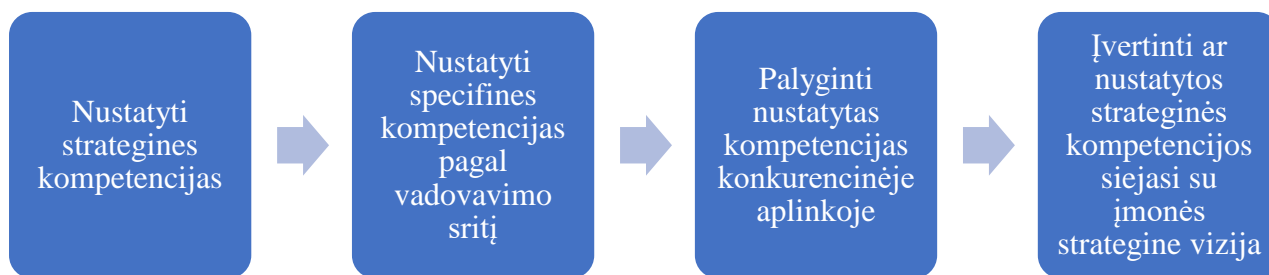 Nustatyti
strategines
kompetencijas
Nustatyti
specifines
kompetencijas
pagal
vadovavimo
sritį
Palyginti
nustatytas
kompetencijas
konkurencinėje
aplinkoje
Įvertinti ar
nustatytos
strateginės
kompetencijos
siejasi su
įmonės
strategine vizija